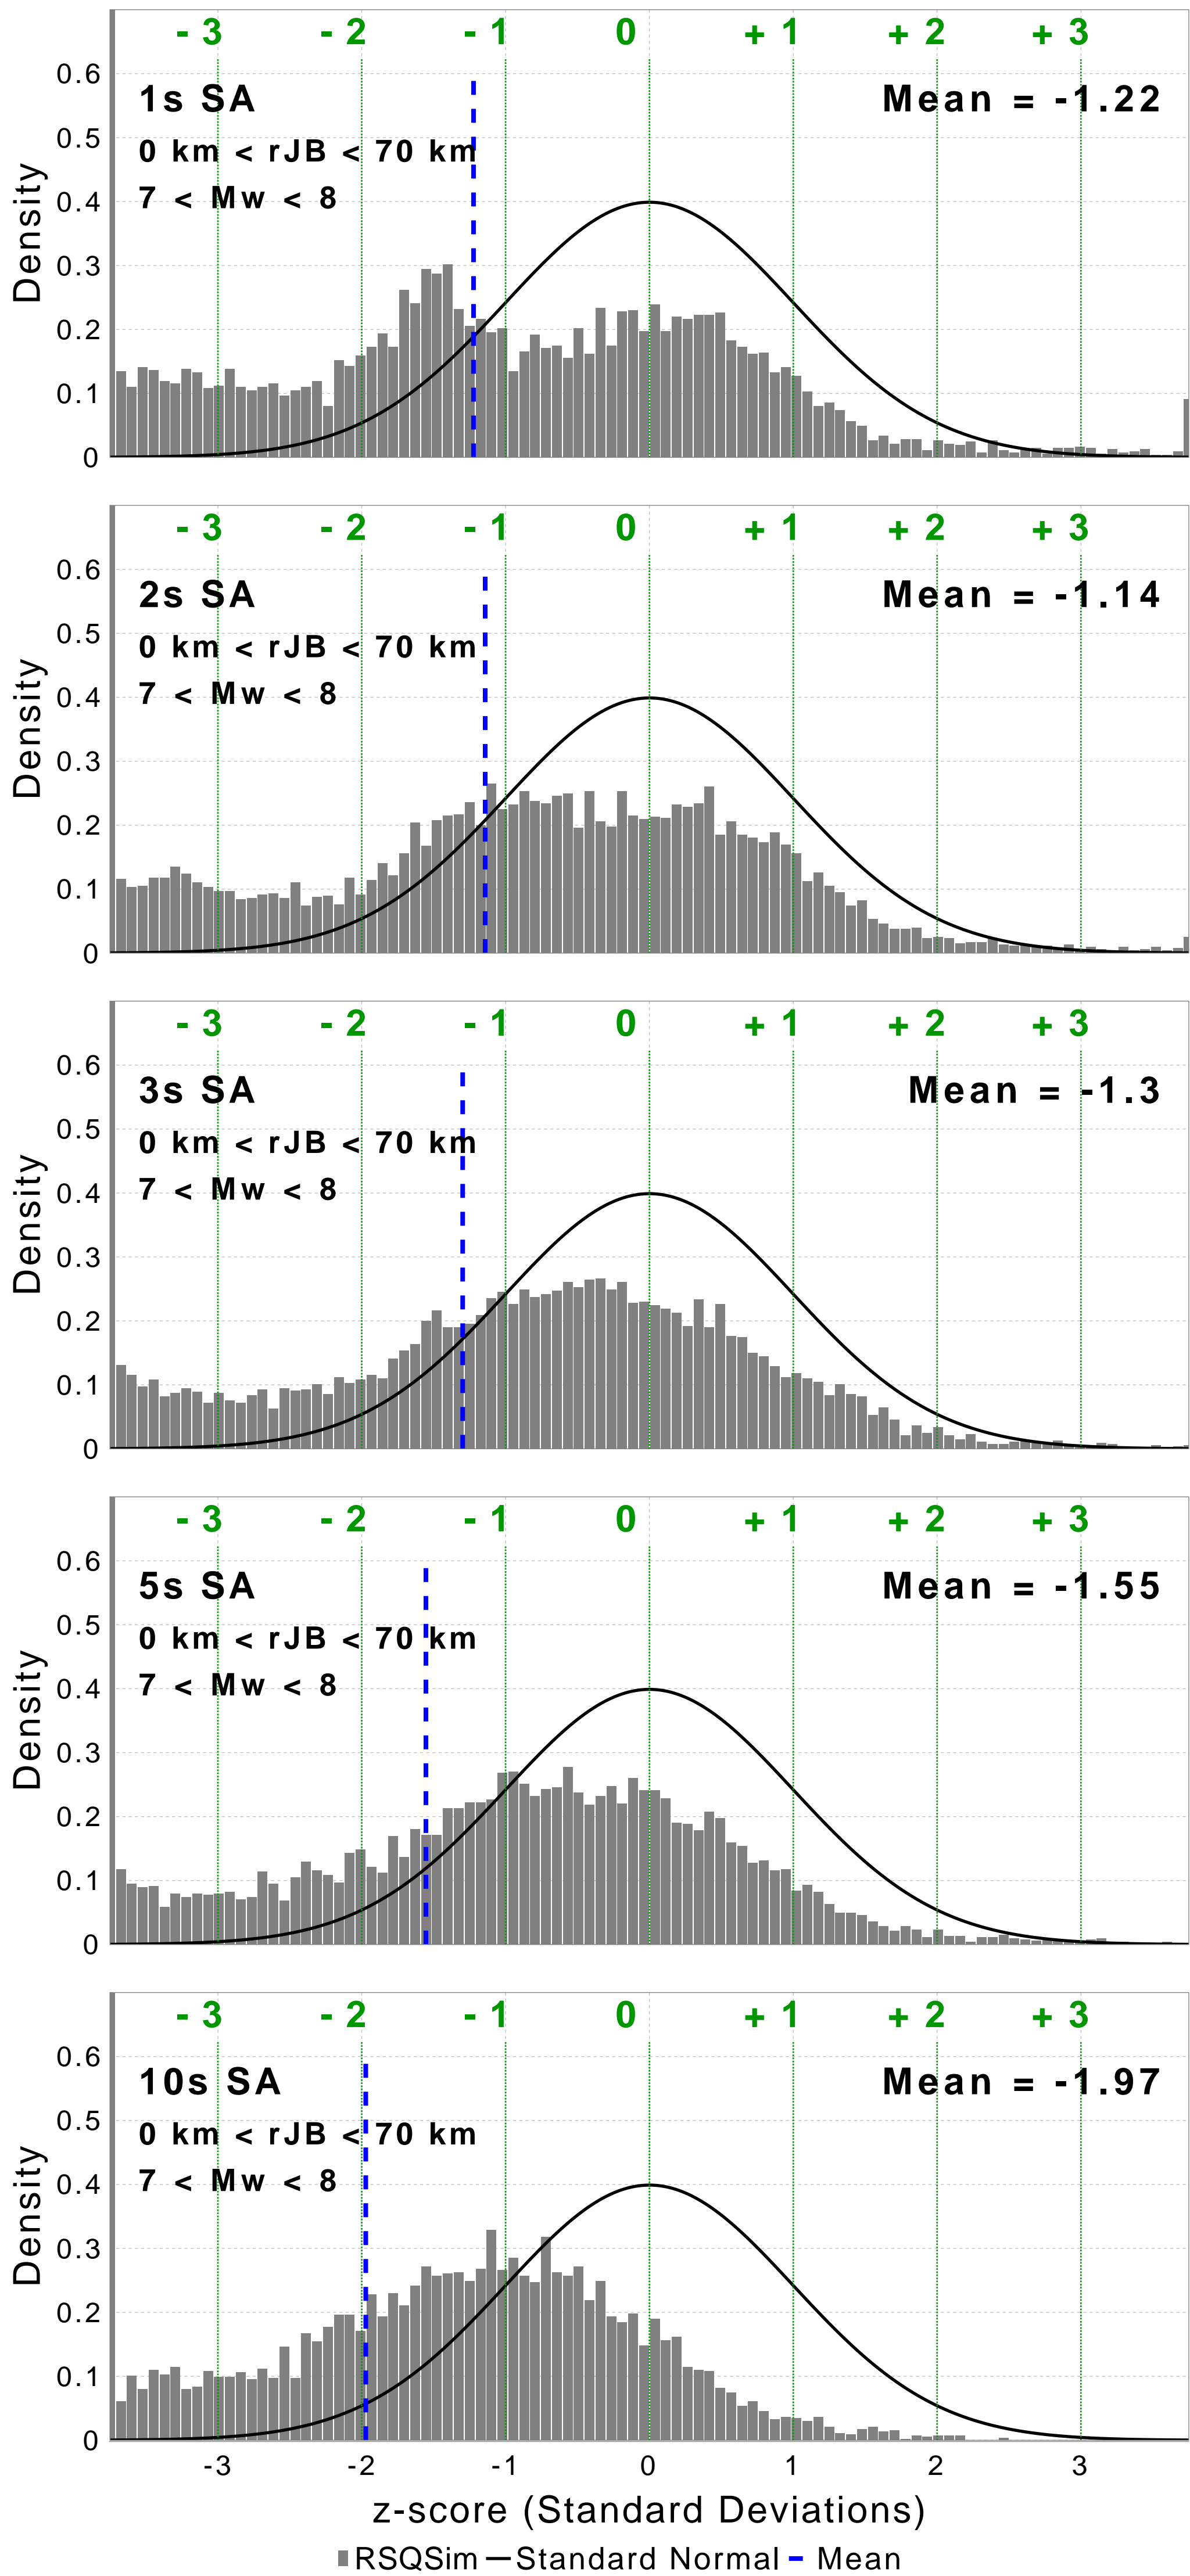 - 3 - 2 - 1 0 + 1 + 2 + 3
0.6
1s SA Mean = -1.22
0.5
0 km < rJB < 70 km
7 < Mw < 8
0.4
Density
0.3
0.2
0.1
0
- 3 - 2 - 1 0 + 1 + 2 + 3
0.6
2s SA Mean = -1.14
0.5
0 km < rJB < 70 km
7 < Mw < 8
0.4
Density
0.3
0.2
0.1
0
- 3 - 2 - 1 0 + 1 + 2 + 3
0.6
3s SA Mean = -1.3
0.5
0 km < rJB < 70 km
7 < Mw < 8
0.4
Density
0.3
0.2
0.1
0
- 3 - 2 - 1 0 + 1 + 2 + 3
0.6
5s SA Mean = -1.55
0.5
0 km < rJB < 70 km
7 < Mw < 8
0.4
Density
0.3
0.2
0.1
0
- 3 - 2 - 1 0 + 1 + 2 + 3
0.6
10s SA Mean = -1.97
0.5
0 km < rJB < 70 km
7 < Mw < 8
0.4
Density
0.3
0.2
0.1
0
-3 -2 -1 0 1 2 3
z-score (Standard Deviations)
RSQSim Standard Normal Mean